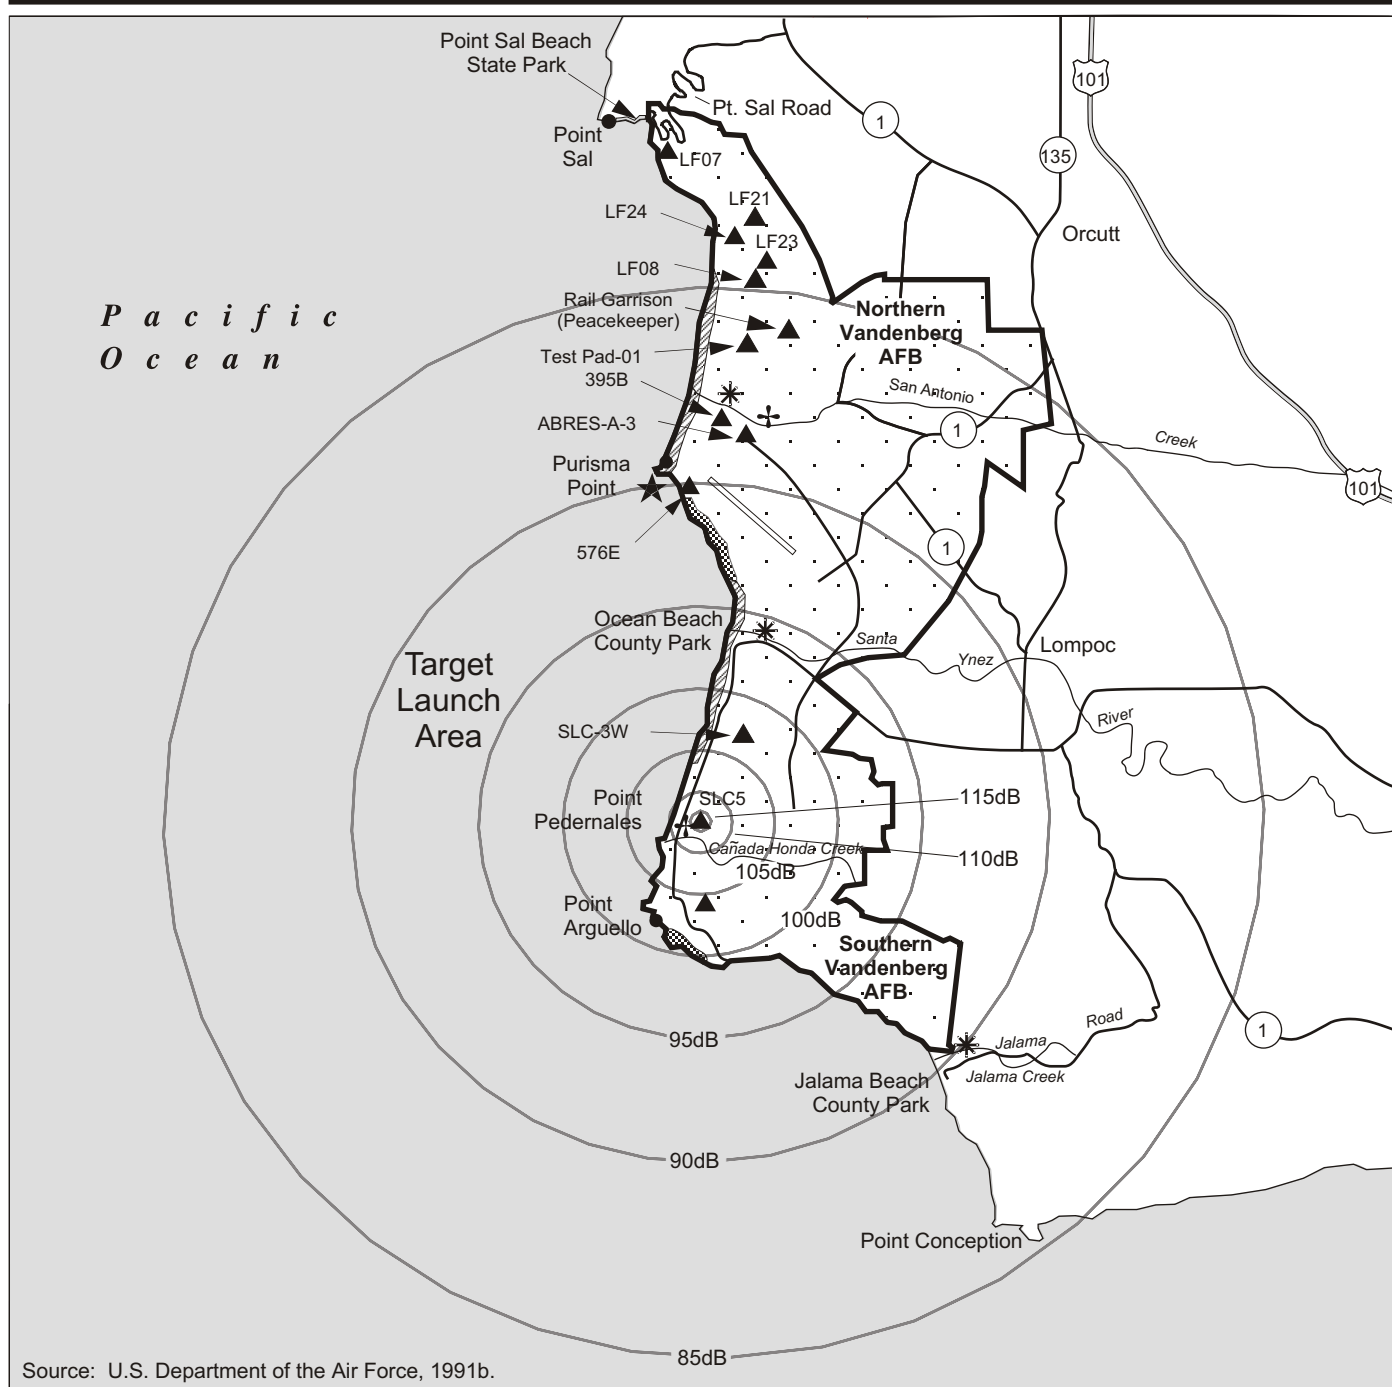 Point Sal Beach
State Park
101
Pt. Sal Road
1
Point
Sal
135
LF07
LF21
LF24
Orcutt
LF23
LF08
Pacific
Ocean
Rail Garrison
(Peacekeeper)
Northern
Vandenberg
AFB
Test Pad-01
395B
San Antonio
ABRES-A-3
1
Creek
Purisma
Point
101
576E
1
Ocean Beach
County Park
Santa
Ynez
Lompoc
Target
Launch
Area
River
SLC-3W
Point
Pedernales
SLC5
115dB
Cañada Honda Creek
110dB
105dB
Point
Arguello
100dB
Southern
Vandenberg
AFB
95dB
Jalama
Road
1
Jalama Creek
Jalama Beach
County Park
90dB
Point Conception
85dB
Source: U.S. Department of the Air Force, 1991b.